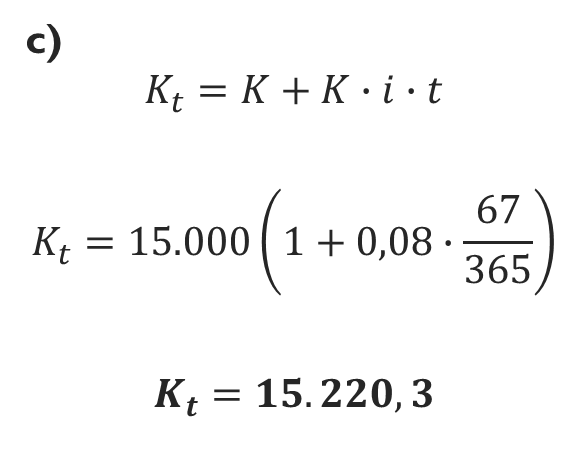 c)
K_t = K + K · i · t
K_t = 15.000 (1 + 0,08 · 67/365)
K_t = 15.220,3